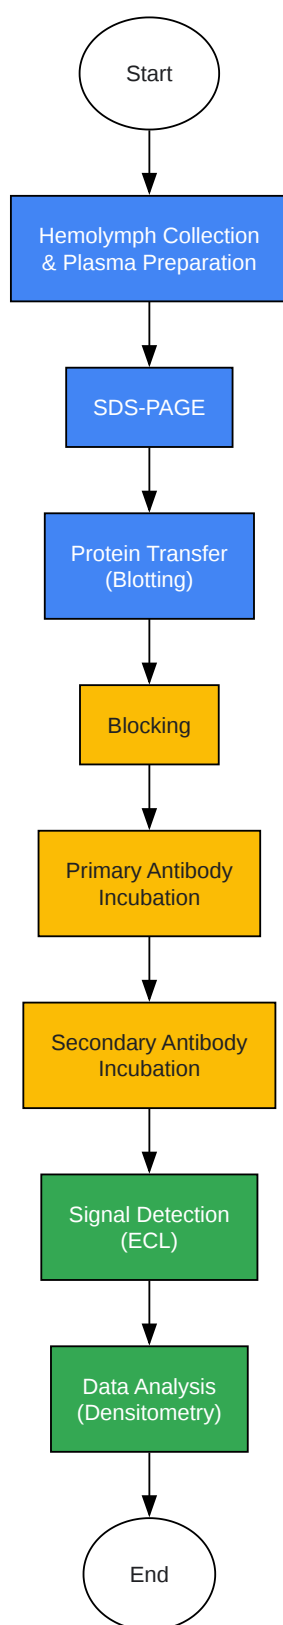 Start
Hemolymph Collection
& Plasma Preparation
SDS-PAGE
Protein Transfer
(Blotting)
Blocking
Primary Antibody
Incubation
Secondary Antibody
Incubation
Signal Detection
(ECL)
Data Analysis
(Densitometry)
End